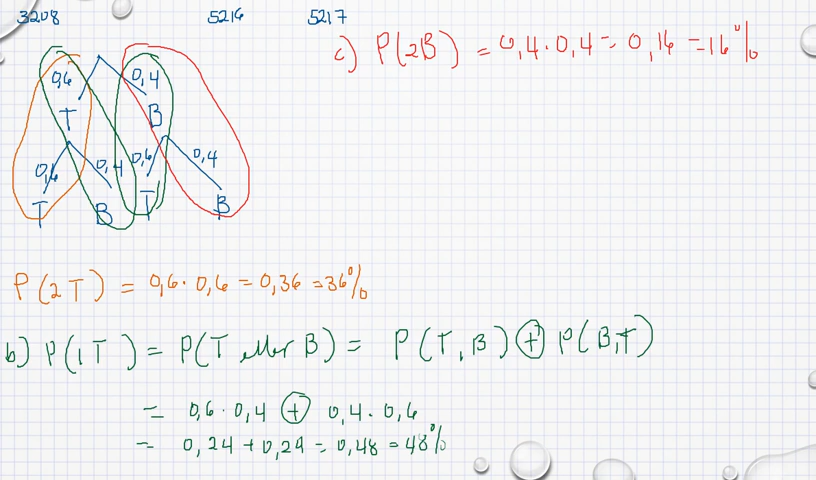 3208 5216 5217
c) P(2B) = 0,4·0,4 = 0,16 = 16%
0,6 0,4
T B
0,6 0,4 0,6 0,4
T B T B
P(2T) = 0,6·0,6 = 0,36 = 36%
b) P(1T) = P(T eller B) = P(T,B) + P(B,T)
= 0,6·0,4 + 0,4·0,6
= 0,24 + 0,24 = 0,48 = 48%